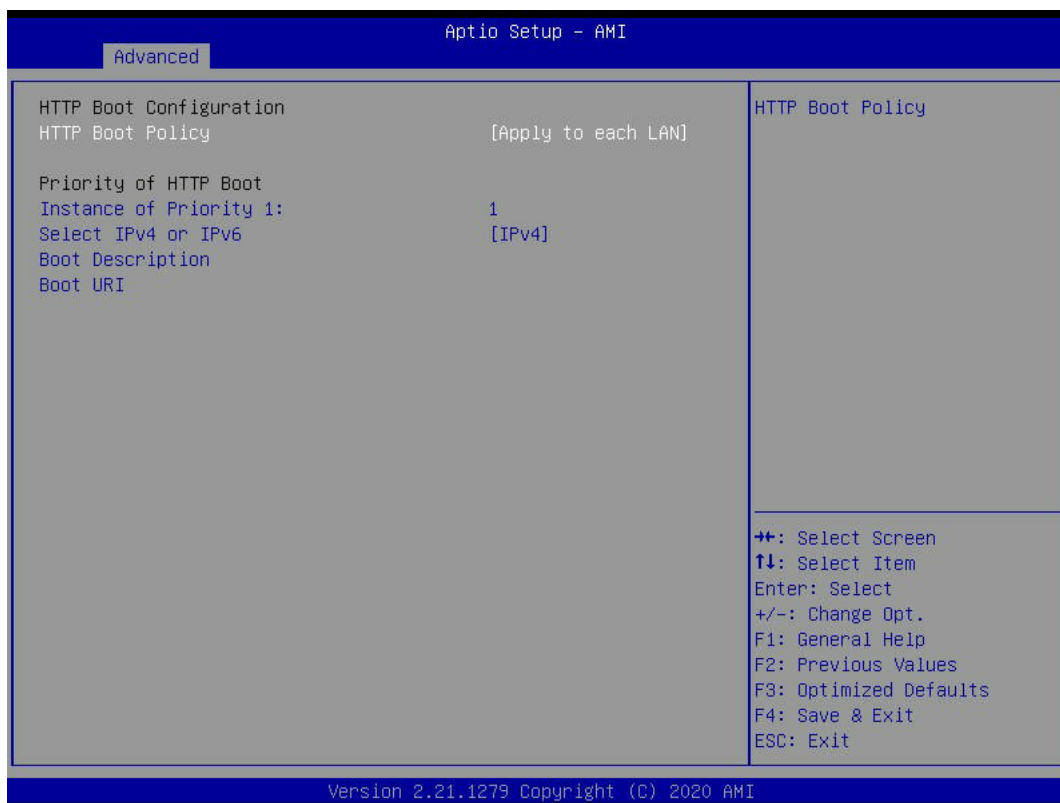 Aptio Setup - AMI
Advanced
HTTP Boot Configuration
HTTP Boot Policy [Apply to each LAN]
Priority of HTTP Boot
Instance of Priority 1: 1
Select IPv4 or IPv6 [IPv4]
Boot Description
Boot URI
HTTP Boot Policy
→←: Select Screen
↑↓: Select Item
Enter: Select
+/-: Change Opt.
F1: General Help
F2: Previous Values
F3: Optimized Defaults
F4: Save & Exit
ESC: Exit
Version 2.21.1279 Copyright (C) 2020 AMI